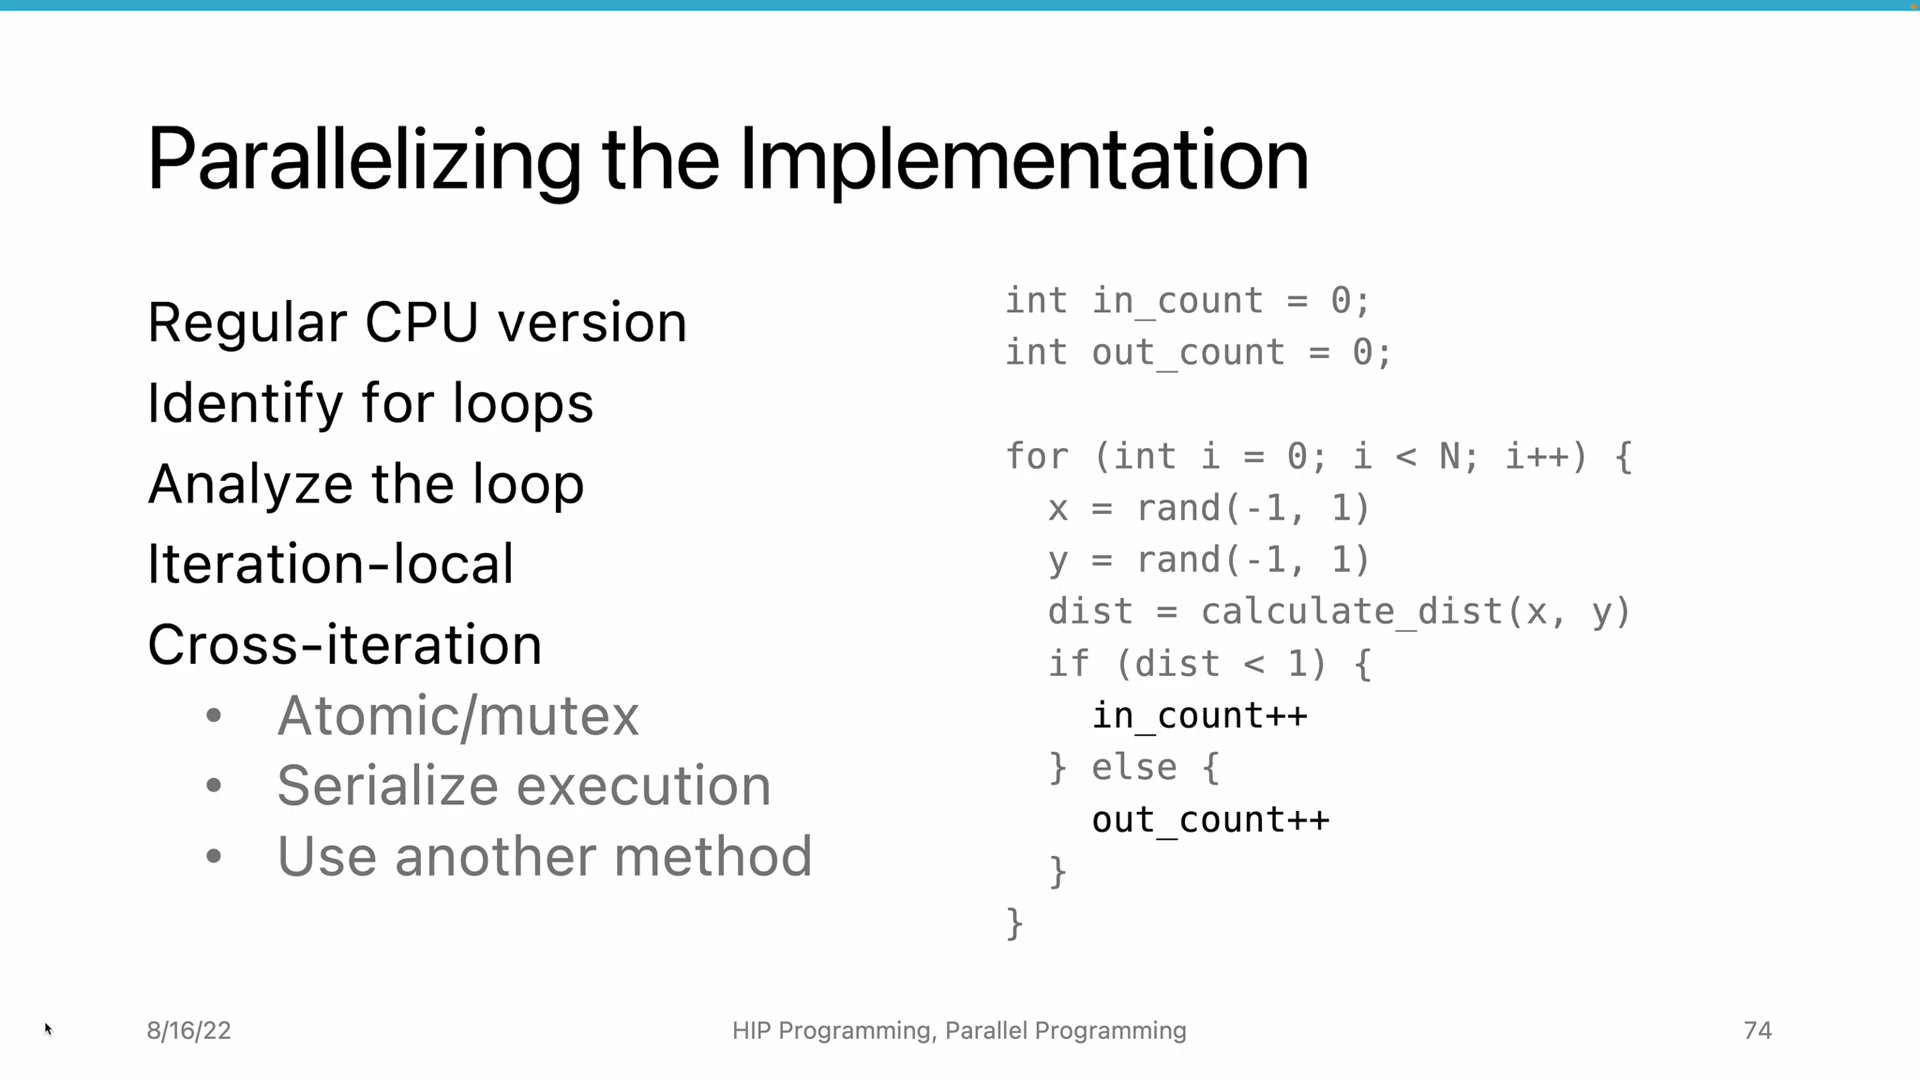 Parallelizing the Implementation
Regular CPU version
Identify for loops
Analyze the loop
Iteration-local
Cross-iteration
• Atomic/mutex
• Serialize execution
• Use another method
int in_count = 0;
int out_count = 0;
for (int i = 0; i < N; i++) {
  x = rand(-1, 1)
  y = rand(-1, 1)
  dist = calculate_dist(x, y)
  if (dist < 1) {
    in_count++
  } else {
    out_count++
  }
}
8/16/22
HIP Programming, Parallel Programming
74